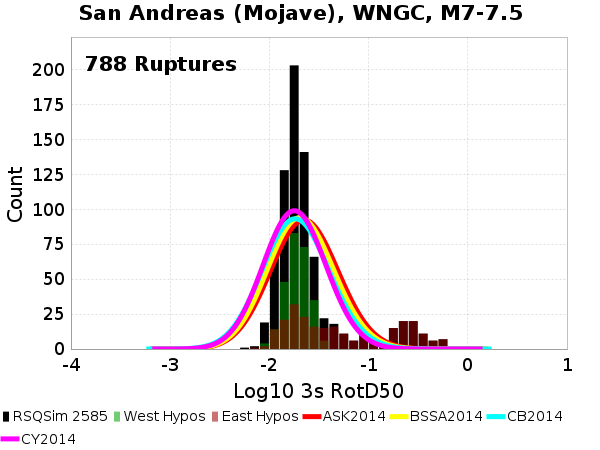 San Andreas (Mojave), WNGC, M7-7.5
788 Ruptures
Count
200
175
150
125
100
75
50
25
0
-4 -3 -2 -1 0 1
Log10 3s RotD50
RSQSim 2585 West Hypos East Hypos ASK2014 BSSA2014 CB2014
CY2014